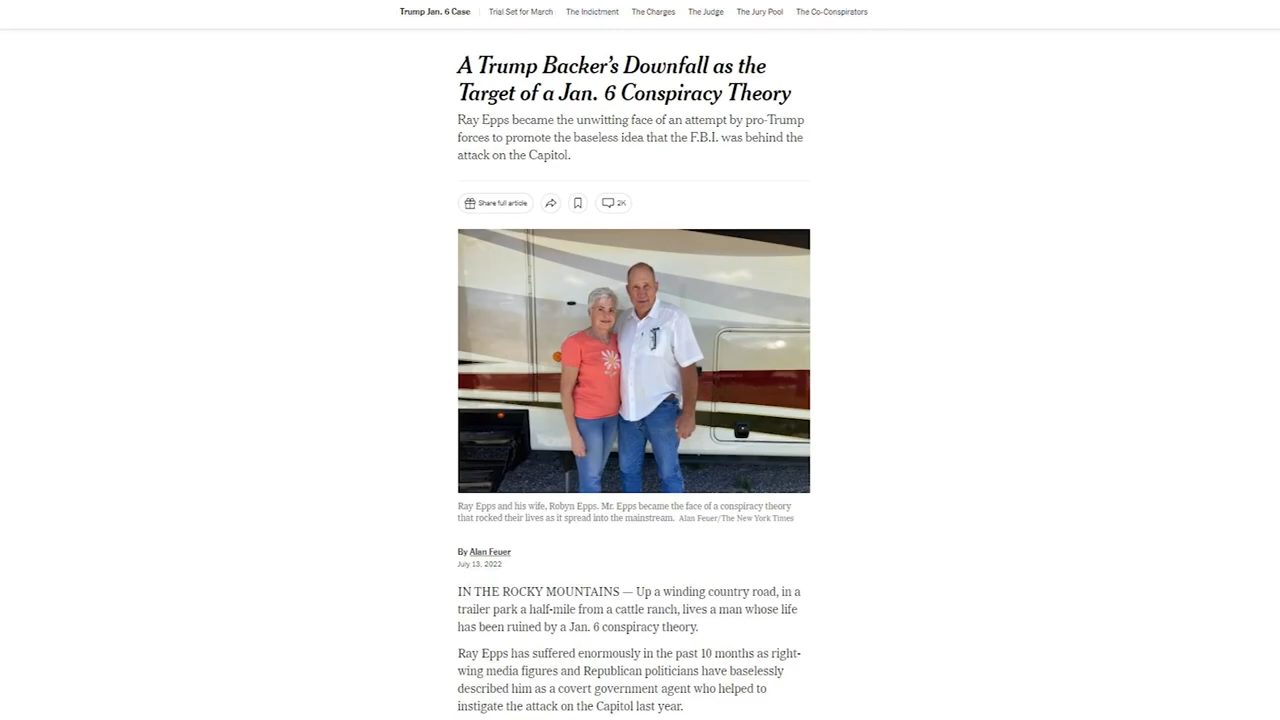 Trump Jan. 6 Case Trial Set for March The Indictment The Charges The Judge The Jury Pool The Co-Conspirators
A Trump Backer’s Downfall as the
Target of a Jan. 6 Conspiracy Theory
Ray Epps became the unwitting face of an attempt by pro-Trump
forces to promote the baseless idea that the F.B.I. was behind the
attack on the Capitol.
Share full article 2K
Ray Epps and his wife, Robyn Epps. Mr. Epps became the face of a conspiracy theory
that rocked their lives as it spread into the mainstream. Alan Feuer/The New York Times
By Alan Feuer
July 13, 2022
IN THE ROCKY MOUNTAINS — Up a winding country road, in a
trailer park a half-mile from a cattle ranch, lives a man whose life
has been ruined by a Jan. 6 conspiracy theory.
Ray Epps has suffered enormously in the past 10 months as right-
wing media figures and Republican politicians have baselessly
described him as a covert government agent who helped to
instigate the attack on the Capitol last year.